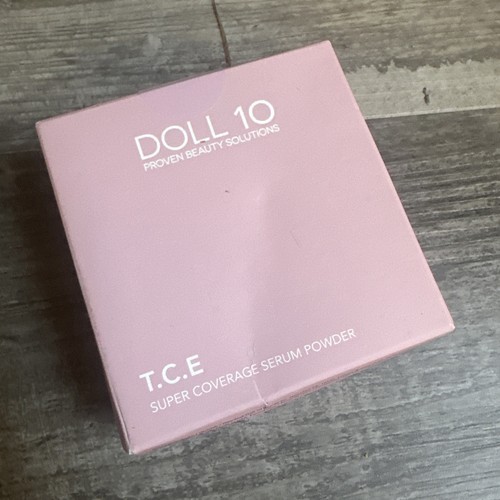 DOLL 10
PROVEN BEAUTY SOLUTIONS
T.C.E
SUPER COVERAGE SERUM POWDER